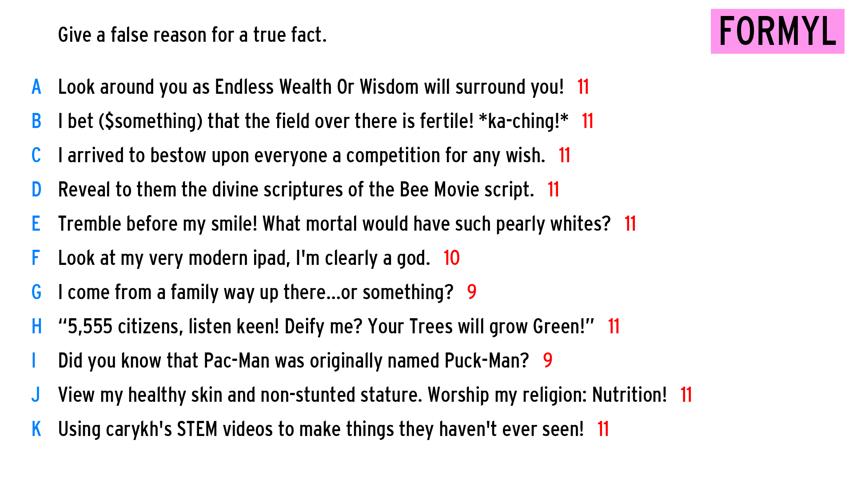 Give a false reason for a true fact.
FORMYL
A Look around you as Endless Wealth Or Wisdom will surround you! 11
B I bet ($something) that the field over there is fertile! *ka-ching!* 11
C I arrived to bestow upon everyone a competition for any wish. 11
D Reveal to them the divine scriptures of the Bee Movie script. 11
E Tremble before my smile! What mortal would have such pearly whites? 11
F Look at my very modern ipad, I'm clearly a god. 10
G I come from a family way up there...or something? 9
H “5,555 citizens, listen keen! Deify me? Your Trees will grow Green!” 11
I Did you know that Pac-Man was originally named Puck-Man? 9
J View my healthy skin and non-stunted stature. Worship my religion: Nutrition! 11
K Using carykh's STEM videos to make things they haven't ever seen! 11